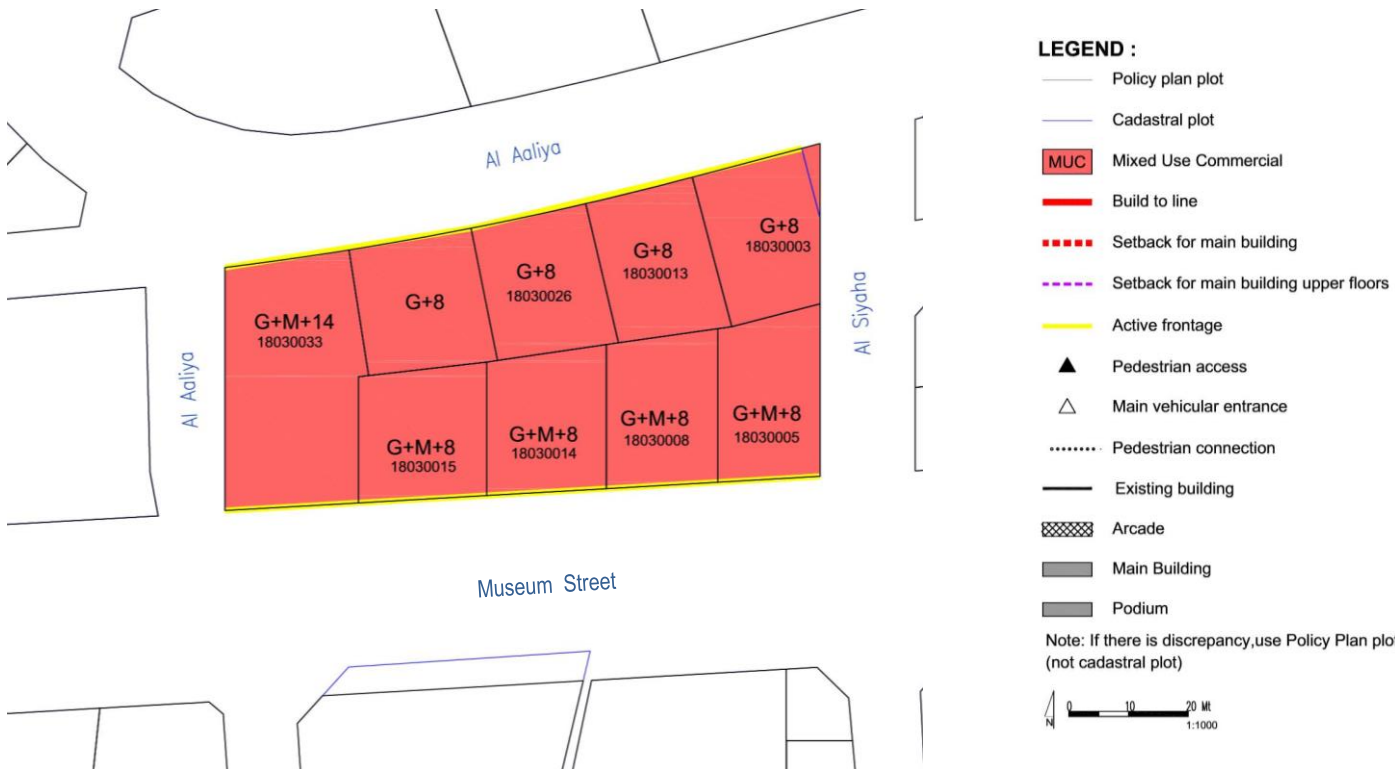 Al Aaliya
G+8
18030003
G+8
18030013
G+8
18030026
G+8
G+M+14
18030033
Al Aaliya
Al Siyaha
G+M+8
18030015
G+M+8
18030014
G+M+8
18030008
G+M+8
18030005
Museum Street
LEGEND :
Policy plan plot
Cadastral plot
MUC Mixed Use Commercial
Build to line
Setback for main building
Setback for main building upper floors
Active frontage
Pedestrian access
Main vehicular entrance
Pedestrian connection
Existing building
Arcade
Main Building
Podium
Note: If there is discrepancy,use Policy Plan plot
(not cadastral plot)
N
0 10 20 Mt
1:1000